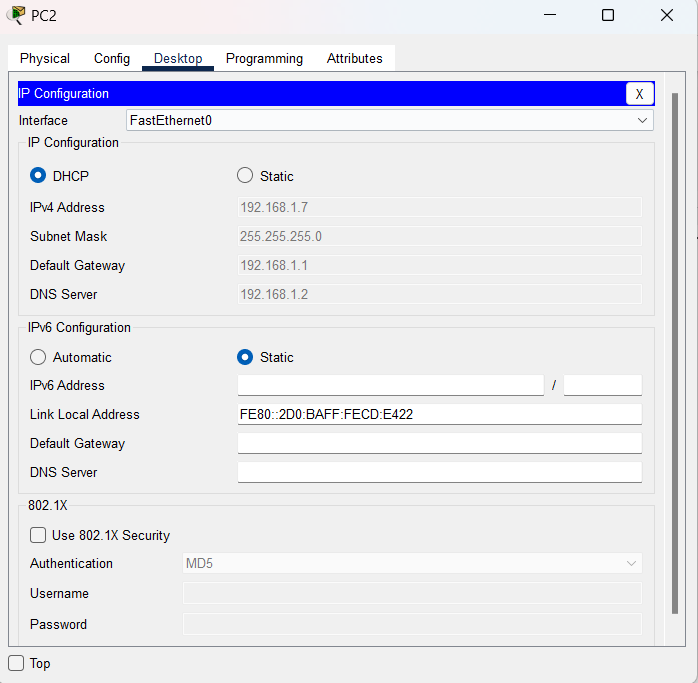 PC2
Physical Config Desktop Programming Attributes
IP Configuration X
Interface FastEthernet0
IP Configuration
DHCP Static
IPv4 Address 192.168.1.7
Subnet Mask 255.255.255.0
Default Gateway 192.168.1.1
DNS Server 192.168.1.2
IPv6 Configuration
Automatic Static
IPv6 Address /
Link Local Address FE80::2D0:BAFF:FECD:E422
Default Gateway
DNS Server
802.1X
Use 802.1X Security
Authentication MD5
Username
Password
Top